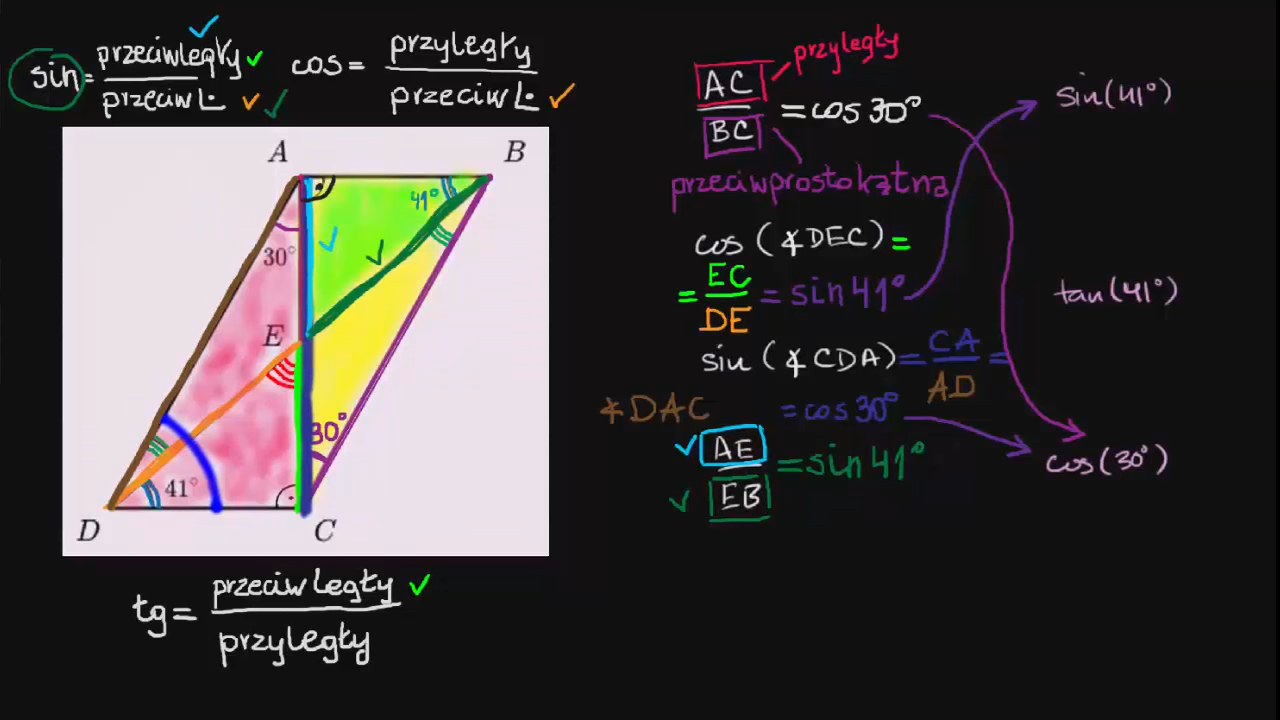 sin = przeciwległy / przeciw∟
cos = przyległy / przeciw∟
A B
41°
30°
E
30°
41°
D C
tg = przeciwległy / przyległy
AC / BC = cos 30°
przyległy
przeciwprostokątna
cos (∡DEC) =
= EC / DE = sin 41°
sin (∡CDA) = CA / AD =
∡DAC = cos 30°
AE / EB = sin 41°
sin(41°)
tan(41°)
cos(30°)